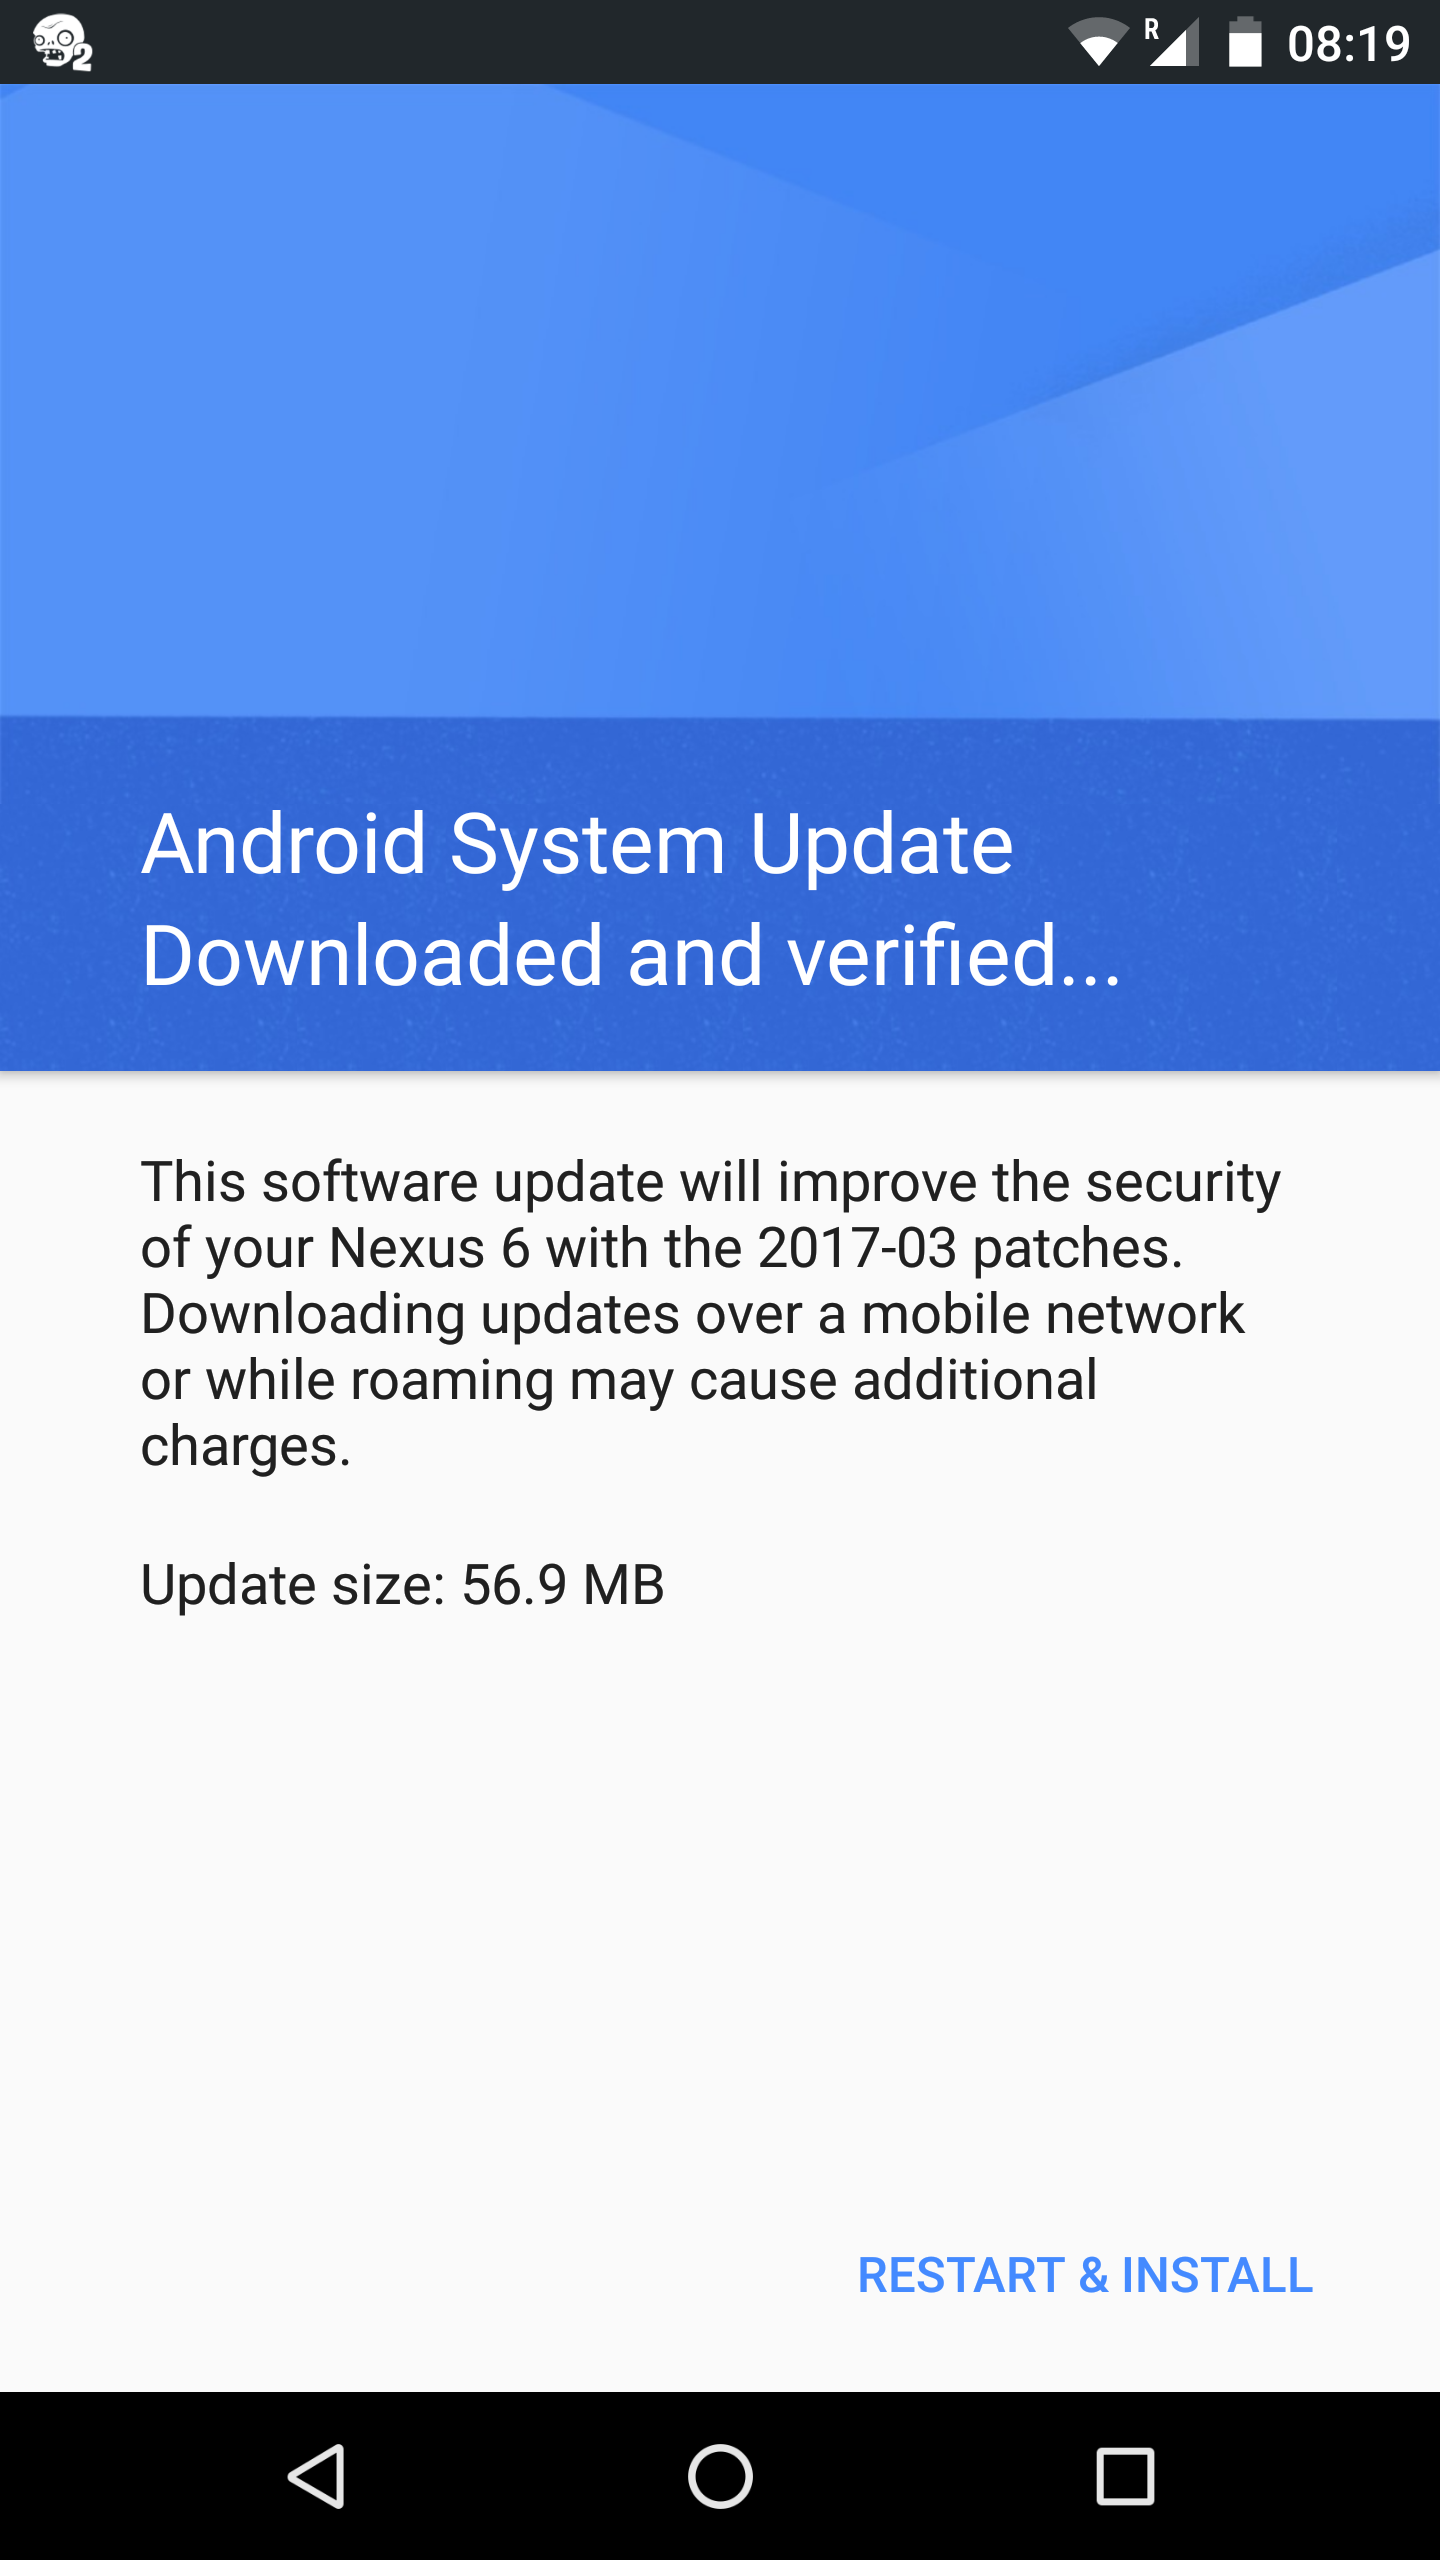 2
R
08:19
Android System Update
Downloaded and verified...
This software update will improve the security
of your Nexus 6 with the 2017-03 patches.
Downloading updates over a mobile network
or while roaming may cause additional
charges.
Update size: 56.9 MB
RESTART & INSTALL